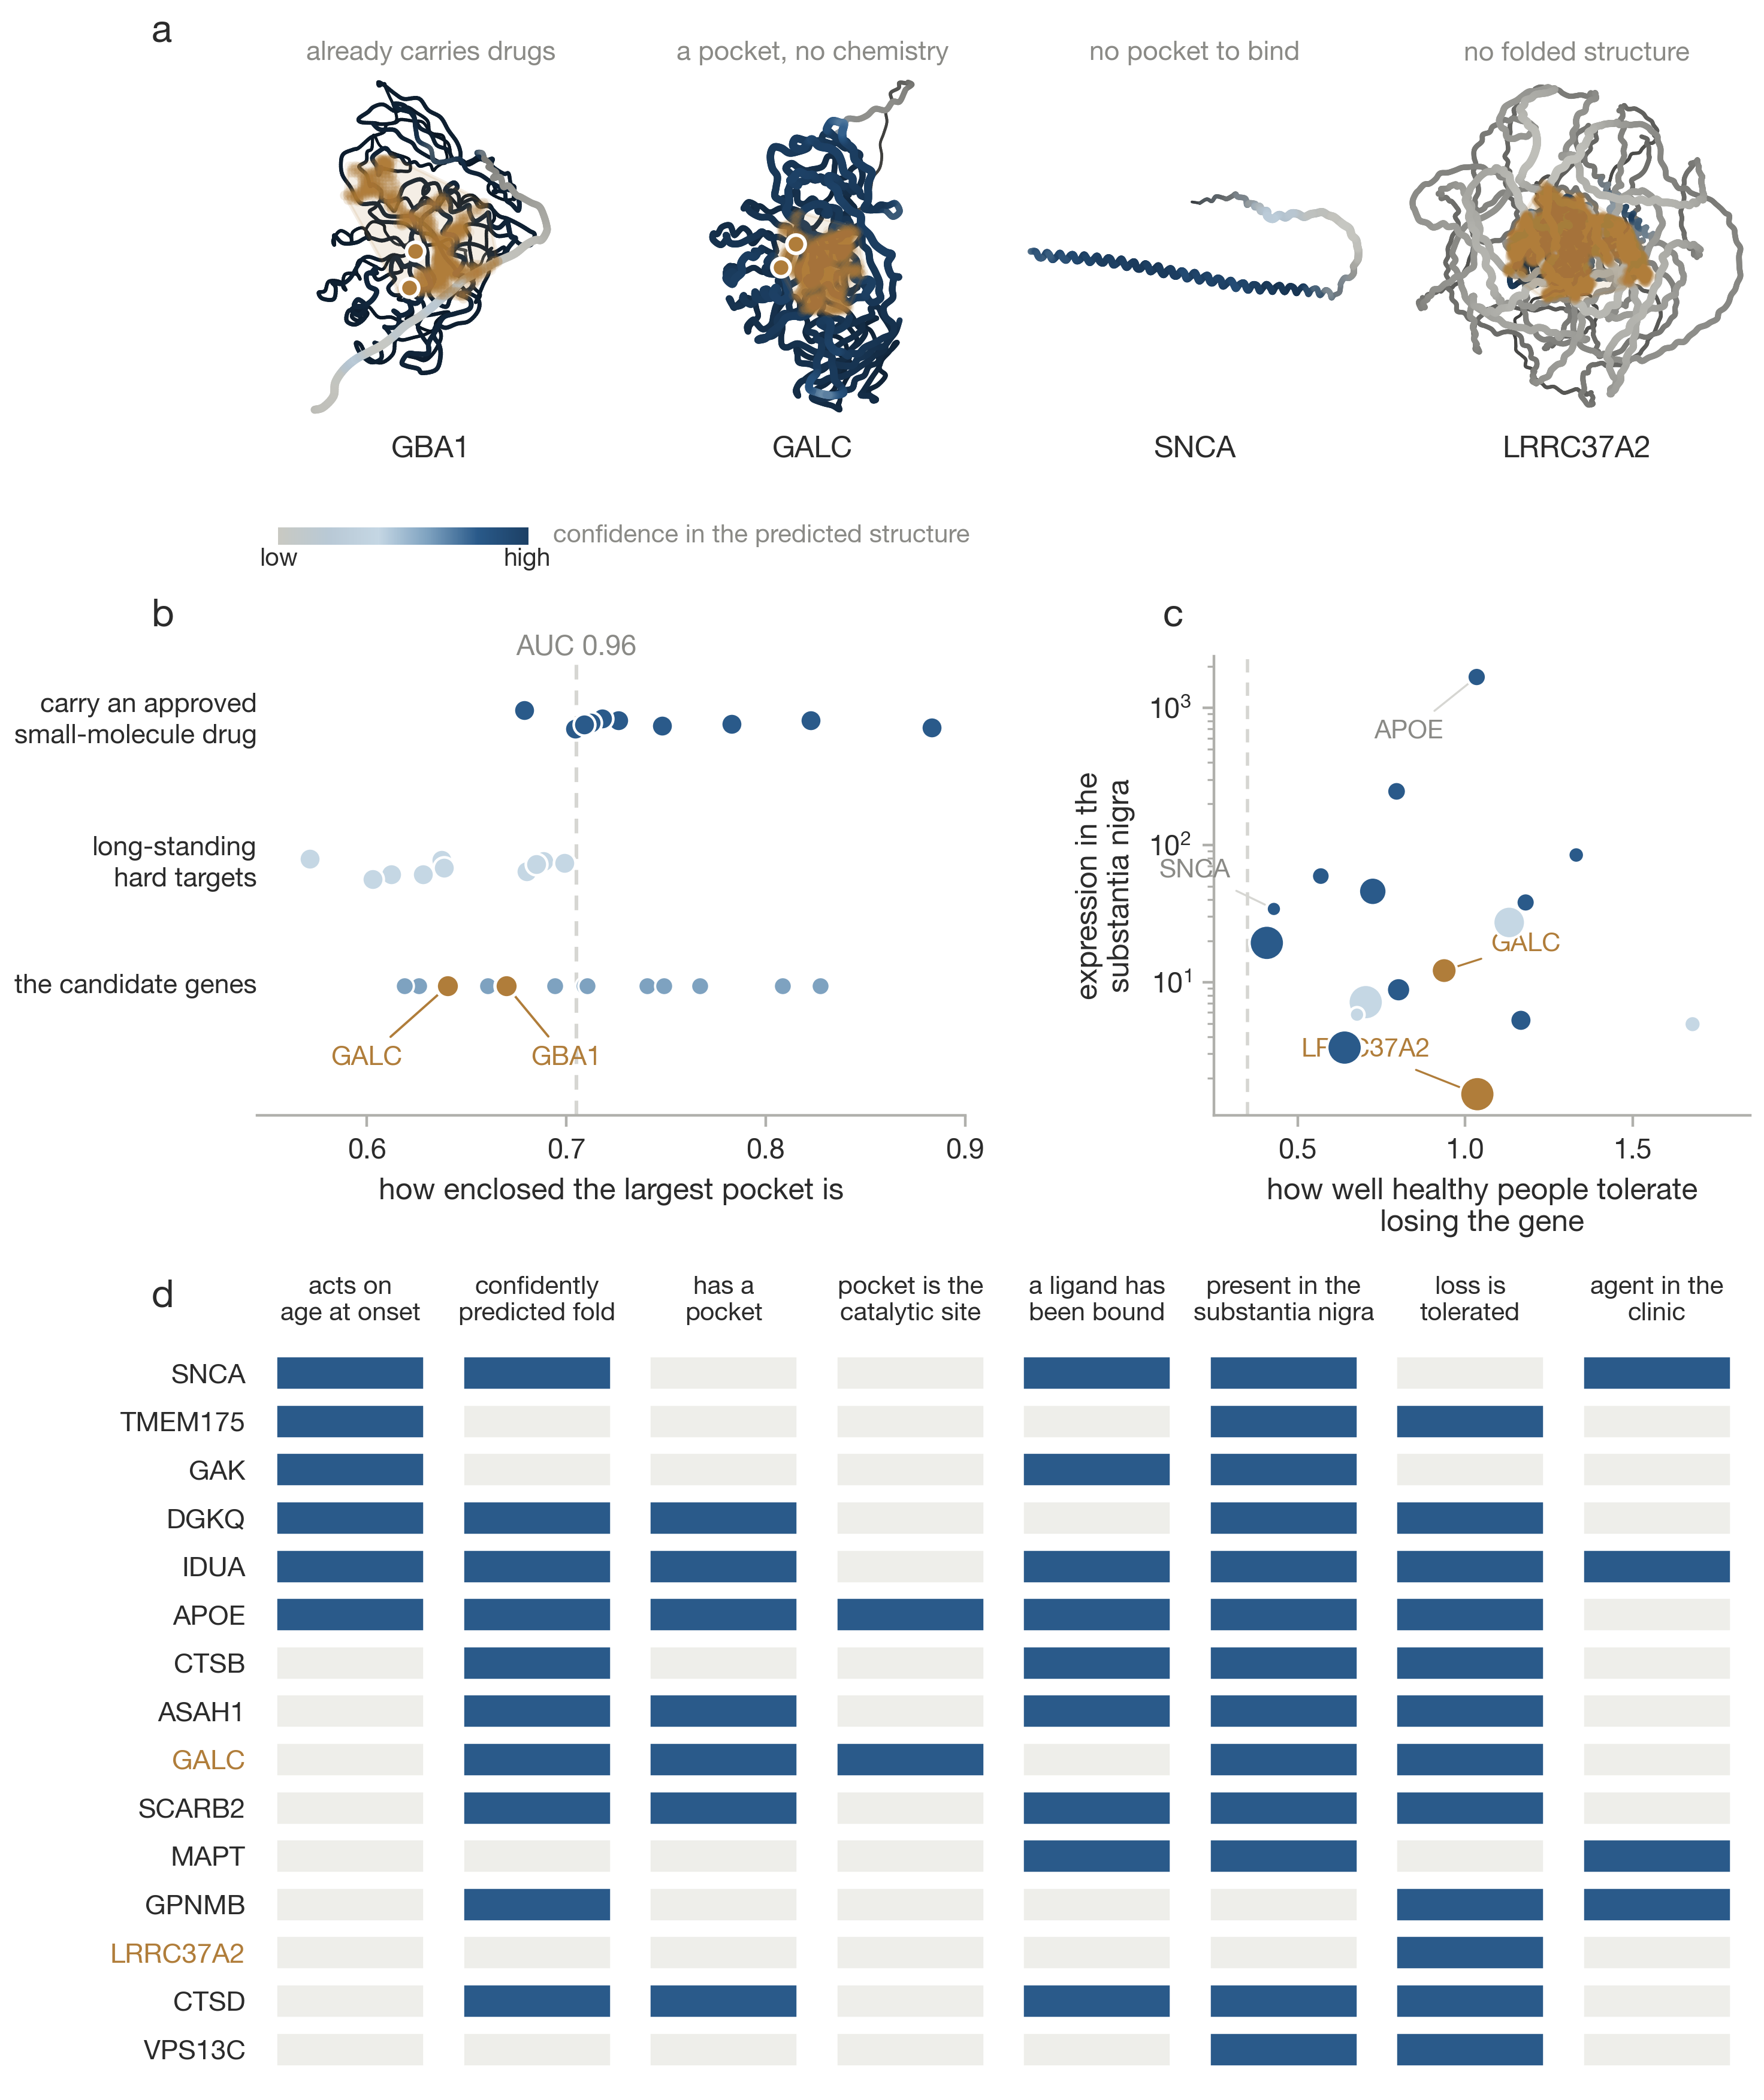 a
already carries drugs
a pocket, no chemistry
no pocket to bind
no folded structure
GBA1
GALC
SNCA
LRRC37A2
low
high
confidence in the predicted structure
b
AUC 0.96
carry an approved
small-molecule drug
long-standing
hard targets
the candidate genes
GALC
GBA1
0.6
0.7
0.8
0.9
how enclosed the largest pocket is
c
expression in the
substantia nigra
10³
10²
10¹
APOE
SNCA
GALC
0.5
1.0
1.5
how well healthy people tolerate
losing the gene
d
acts on
age at onset
confidently
predicted fold
has a
pocket
pocket is the
catalytic site
a ligand has
been bound
present in the
substantia nigra
loss is
tolerated
agent in the
clinic
SNCA
TMEM175
GAK
DGKQ
IDUA
APOE
CTSB
ASAH1
GALC
SCARB2
MAPT
GPNMB
LRRC37A2
CTSD
VPS13C